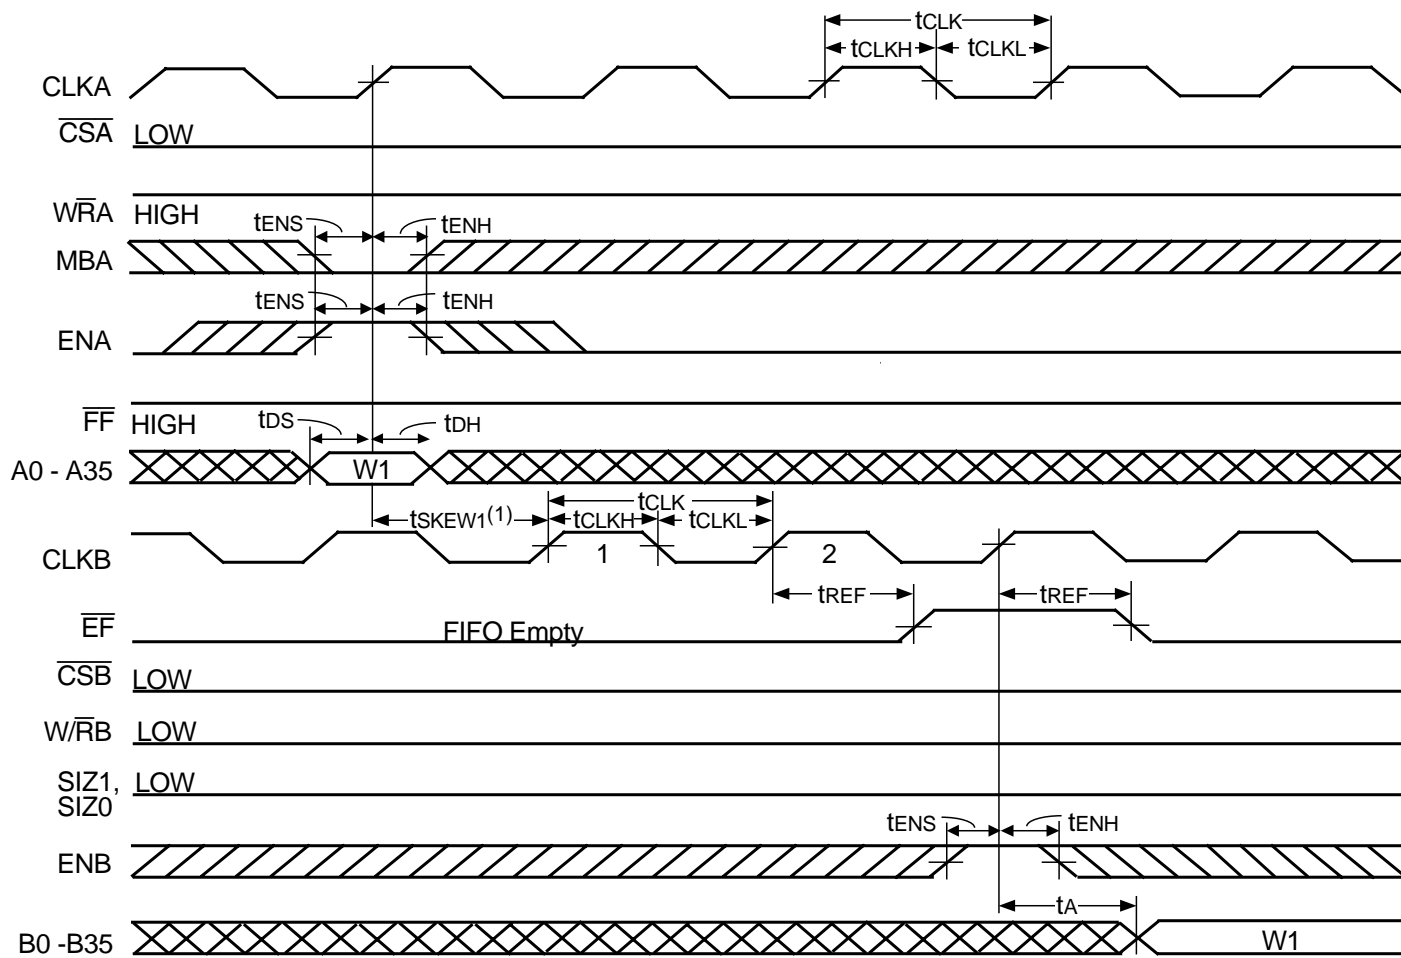 tCLK
tCLKH tCLKL
CLKA
CSA LOW
WRA HIGH
tENS tENH
MBA
tENS tENH
ENA
FF HIGH
tDS tDH
A0 - A35 W1
tCLK
tSKEW1(1) tCLKH tCLKL
CLKB 1 2
tREF tREF
EF FIFO Empty
CSB LOW
W/RB LOW
SIZ1, LOW
SIZ0
tENS tENH
ENB
tA
B0 -B35 W1